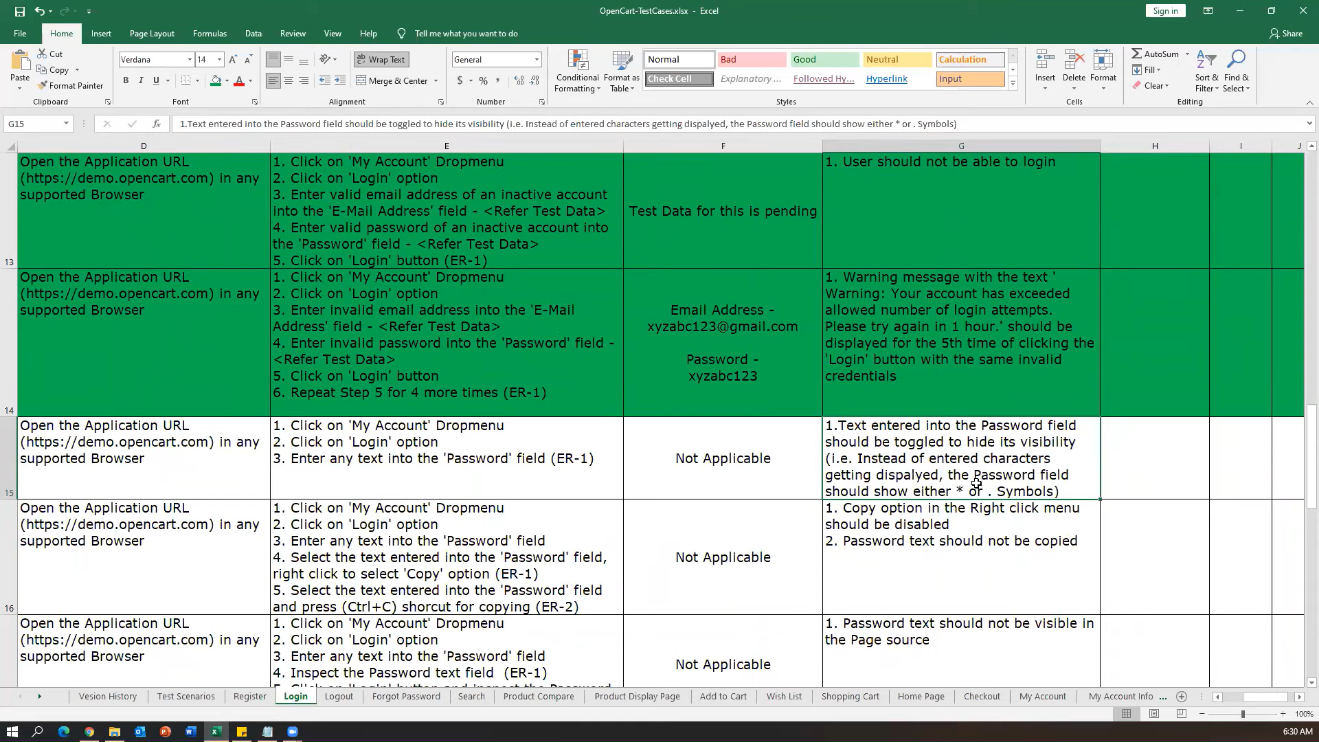 OpenCart-TestCases.xlsx - Excel
Sign in
File
Home
Insert
Page Layout
Formulas
Data
Review
View
Help
Tell me what you want to do
Share
Paste
Cut
Copy
Format Painter
Clipboard
Verdana
14
B I U
Font
Wrap Text
Merge & Center
Alignment
General
$ % ,
Number
Conditional
Formatting
Format as
Table
Normal
Bad
Good
Neutral
Calculation
Check Cell
Explanatory ...
Followed Hy...
Hyperlink
Input
Styles
Insert
Delete
Format
Cells
AutoSum
Fill
Clear
Sort &
Filter
Find &
Select
Editing
G15
fx
1.Text entered into the Password field should be toggled to hide its visibility (i.e. Instead of entered characters getting dispalyed, the Password field should show either * or . Symbols)
D
E
F
G
H
I
J
13
Open the Application URL
(https://demo.opencart.com) in any
supported Browser
1. Click on 'My Account' Dropmenu
2. Click on 'Login' option
3. Enter valid email address of an inactive account
into the 'E-Mail Address' field - <Refer Test Data>
4. Enter valid password of an inactive account into
the 'Password' field - <Refer Test Data>
5. Click on 'Login' button (ER-1)
Test Data for this is pending
1. User should not be able to login
14
Open the Application URL
(https://demo.opencart.com) in any
supported Browser
1. Click on 'My Account' Dropmenu
2. Click on 'Login' option
3. Enter invalid email address into the 'E-Mail
Address' field - <Refer Test Data>
4. Enter invalid password into the 'Password' field -
<Refer Test Data>
5. Click on 'Login' button
6. Repeat Step 5 for 4 more times (ER-1)
Email Address -
xyzabc123@gmail.com
Password -
xyzabc123
1. Warning message with the text '
Warning: Your account has exceeded
allowed number of login attempts.
Please try again in 1 hour.' should be
displayed for the 5th time of clicking the
'Login' button with the same invalid
credentials
15
Open the Application URL
(https://demo.opencart.com) in any
supported Browser
1. Click on 'My Account' Dropmenu
2. Click on 'Login' option
3. Enter any text into the 'Password' field (ER-1)
Not Applicable
1.Text entered into the Password field
should be toggled to hide its visibility
(i.e. Instead of entered characters
getting dispalyed, the Password field
should show either * or . Symbols)
16
Open the Application URL
(https://demo.opencart.com) in any
supported Browser
1. Click on 'My Account' Dropmenu
2. Click on 'Login' option
3. Enter any text into the 'Password' field
4. Select the text entered into the 'Password' field,
right click to select 'Copy' option (ER-1)
5. Select the text entered into the 'Password' field
and press (Ctrl+C) shorcut for copying (ER-2)
Not Applicable
1. Copy option in the Right click menu
should be disabled
2. Password text should not be copied
Open the Application URL
(https://demo.opencart.com) in any
supported Browser
1. Click on 'My Account' Dropmenu
2. Click on 'Login' option
3. Enter any text into the 'Password' field
4. Inspect the Password text field (ER-1)
5. Click on 'Login' button and inspect the Password
Not Applicable
1. Password text should not be visible in
the Page source
Vesion History
Test Scenarios
Register
Login
Logout
Forgot Password
Search
Product Compare
Product Display Page
Add to Cart
Wish List
Shopping Cart
Home Page
Checkout
My Account
My Account Info ...
100%
6:30 AM